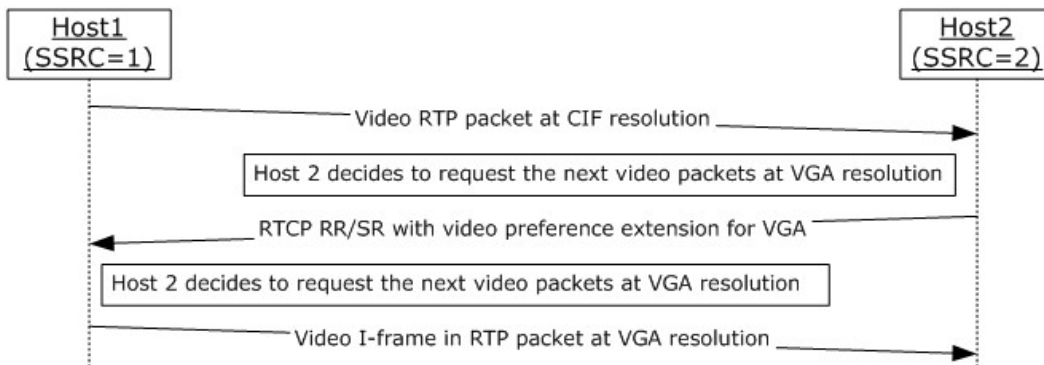 Host1
(SSRC=1)
Host2
(SSRC=2)
Video RTP packet at CIF resolution
Host 2 decides to request the next video packets at VGA resolution
RTCP RR/SR with video preference extension for VGA
Host 2 decides to request the next video packets at VGA resolution
Video I-frame in RTP packet at VGA resolution